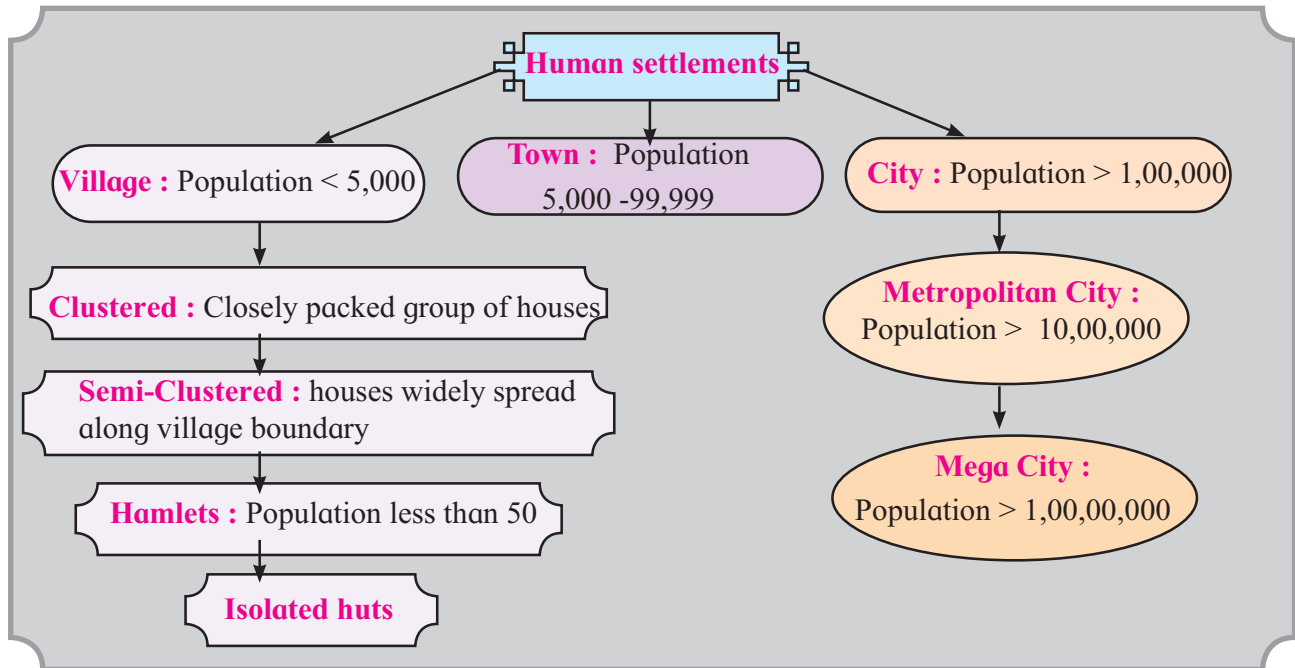 Human settlements
Village : Population < 5,000
Town : Population
5,000 -99,999
City : Population > 1,00,000
Clustered : Closely packed group of houses
Semi-Clustered : houses widely spread
along village boundary
Hamlets : Population less than 50
Isolated huts
Metropolitan City :
Population > 10,00,000
Mega City :
Population > 1,00,00,000